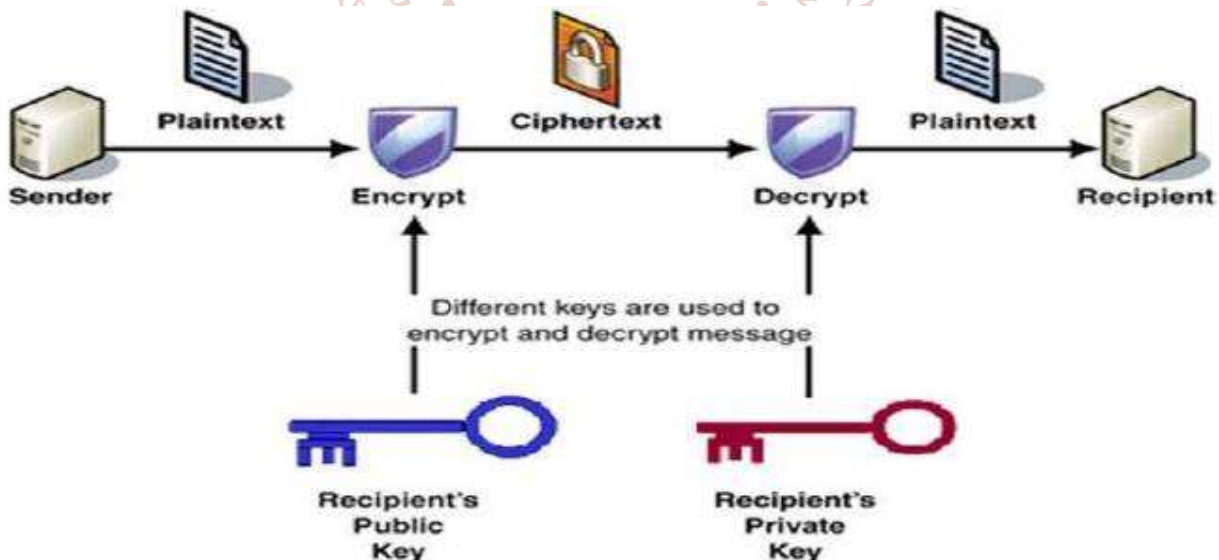 Plaintext
Ciphertext
Plaintext
Sender
Encrypt
Decrypt
Recipient
Different keys are used to
encrypt and decrypt message
Recipient's
Public
Key
Recipient's
Private
Key